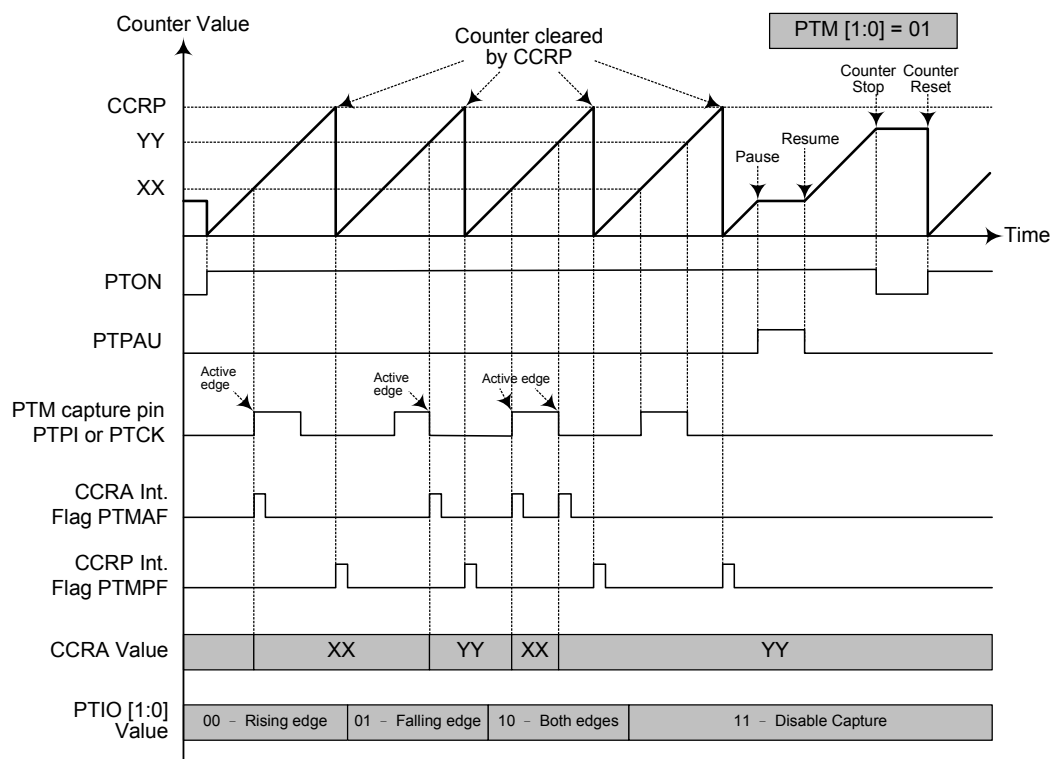 Counter Value
Counter cleared
by CCRP
PTM [1:0] = 01
Counter
Stop
Counter
Reset
CCRP
YY
XX
Pause
Resume
Time
PTON
PTPAU
Active
edge
Active
edge
Active edge
PTM capture pin
PTPI or PTCK
CCRA Int.
Flag PTMAF
CCRP Int.
Flag PTMPF
CCRA Value
XX
YY
XX
YY
PTIO [1:0]
Value
00 – Rising edge
01 – Falling edge
10 – Both edges
11 – Disable Capture